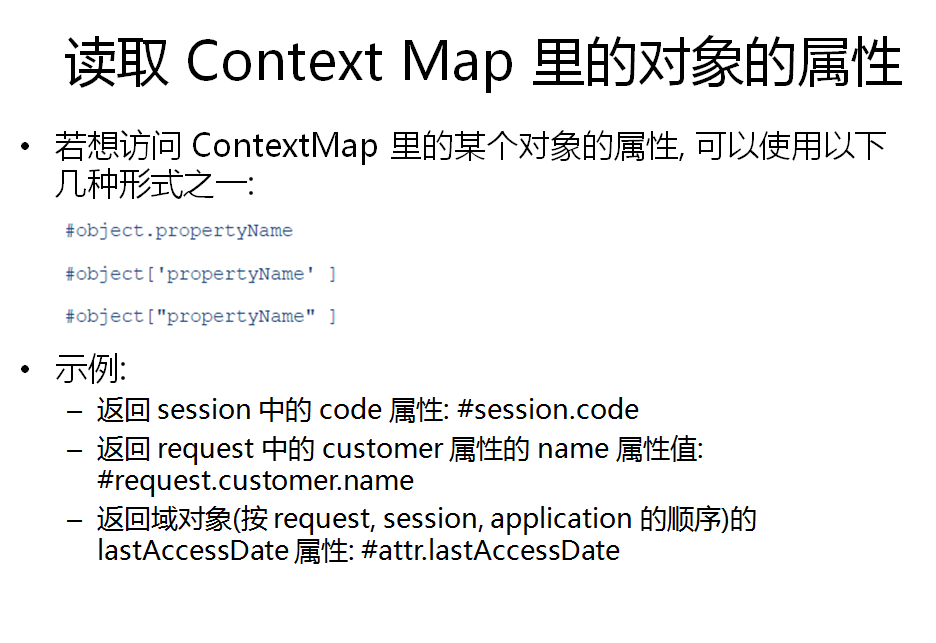 读取 Context Map 里的对象的属性
• 若想访问 ContextMap 里的某个对象的属性, 可以使用以下
几种形式之一:
#object.propertyName
#object['propertyName' ]
#object["propertyName" ]
• 示例:
– 返回 session 中的 code 属性: #session.code
– 返回 request 中的 customer 属性的 name 属性值:
#request.customer.name
– 返回域对象(按 request, session, application 的顺序)的
lastAccessDate 属性: #attr.lastAccessDate